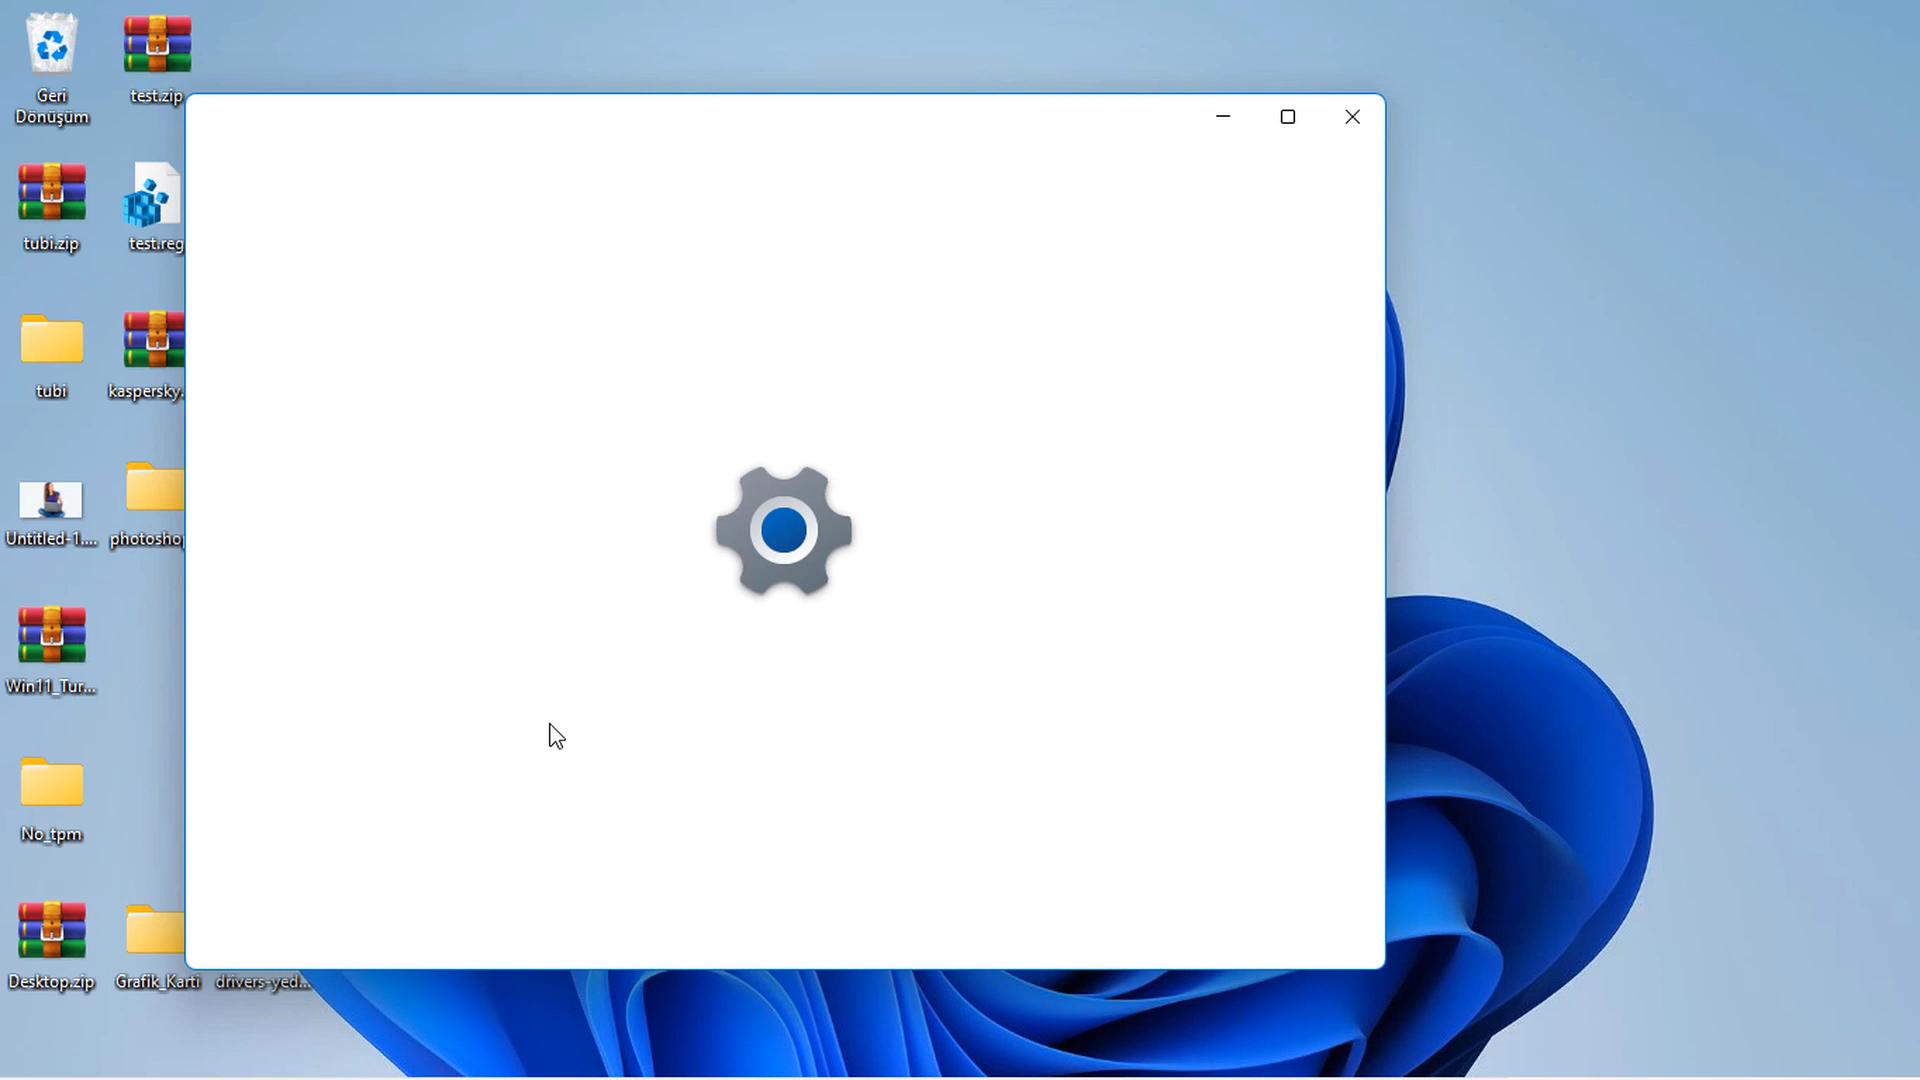 Geri
Dönüşüm
test.zip
tubi.zip
test.reg
tubi
kaspersky.
Untitled-1....
photosho
Win11_Tur...
No_tpm
Desktop.zip
Grafik_Karti
drivers-yed...